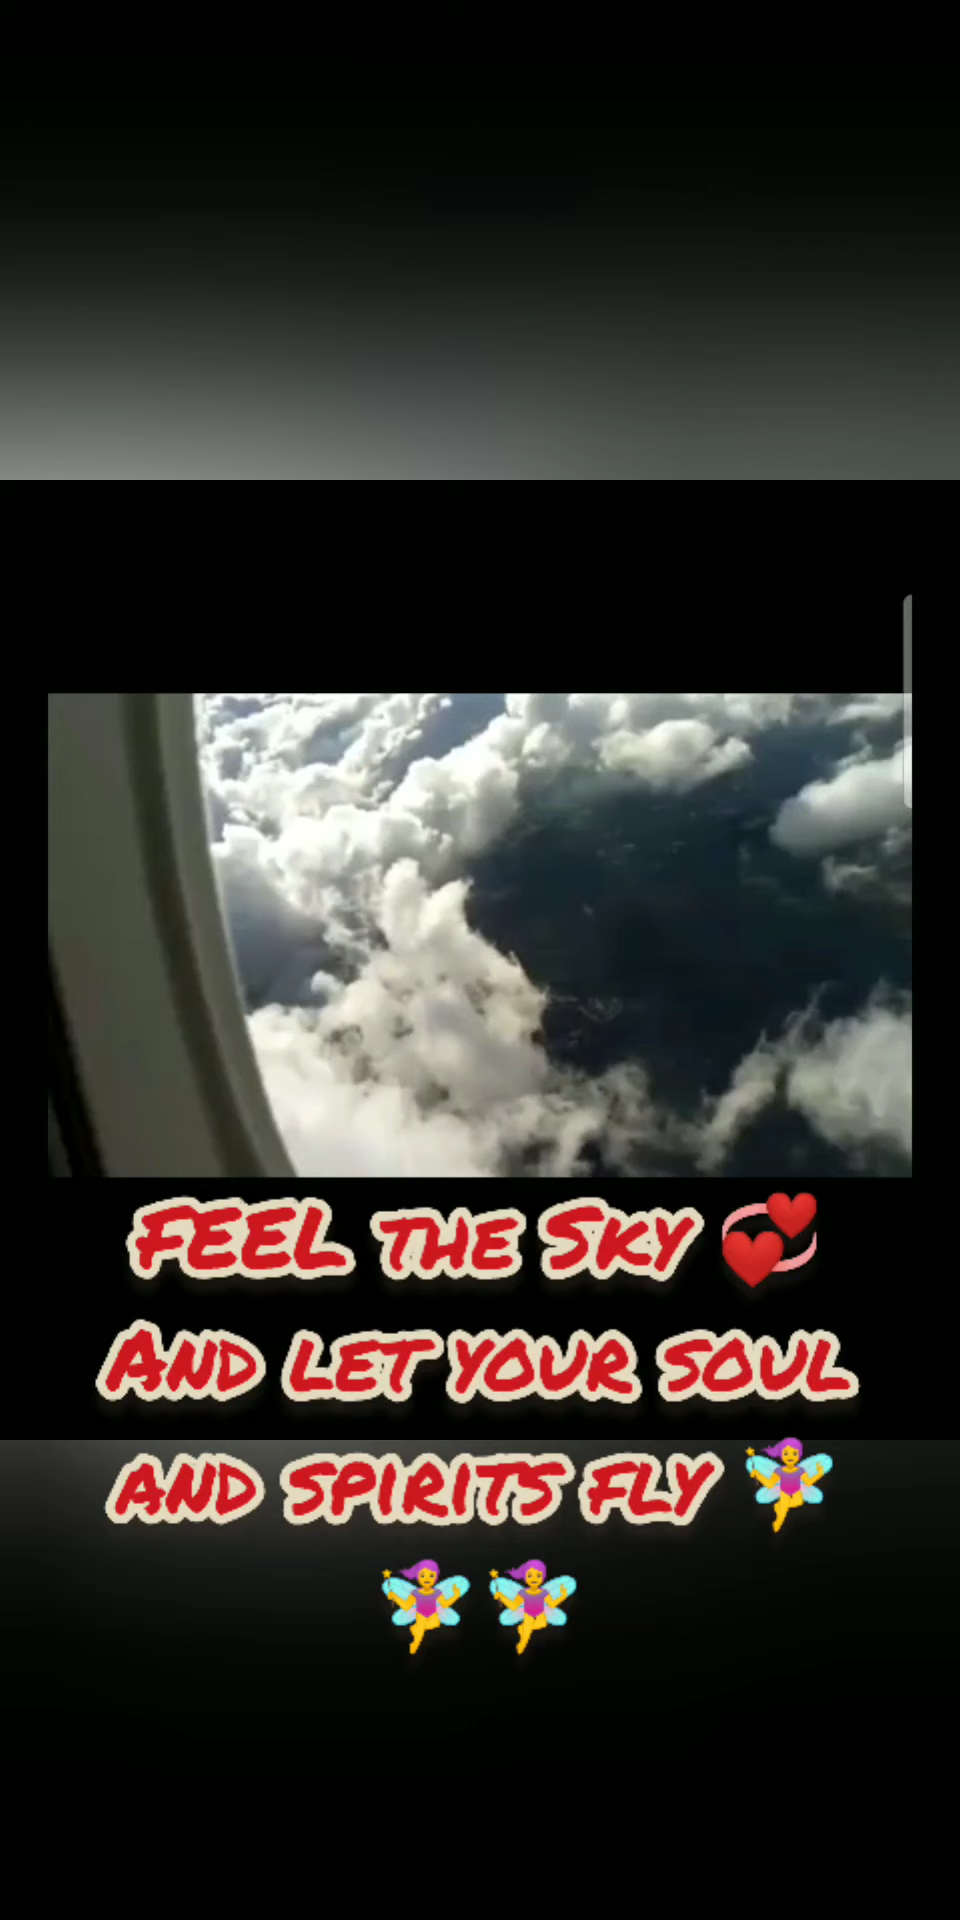 FEEL THE SKY 💞
AND LET YOUR SOUL
AND SPIRITS FLY 🧚‍♀️
🧚‍♀️ 🧚‍♀️